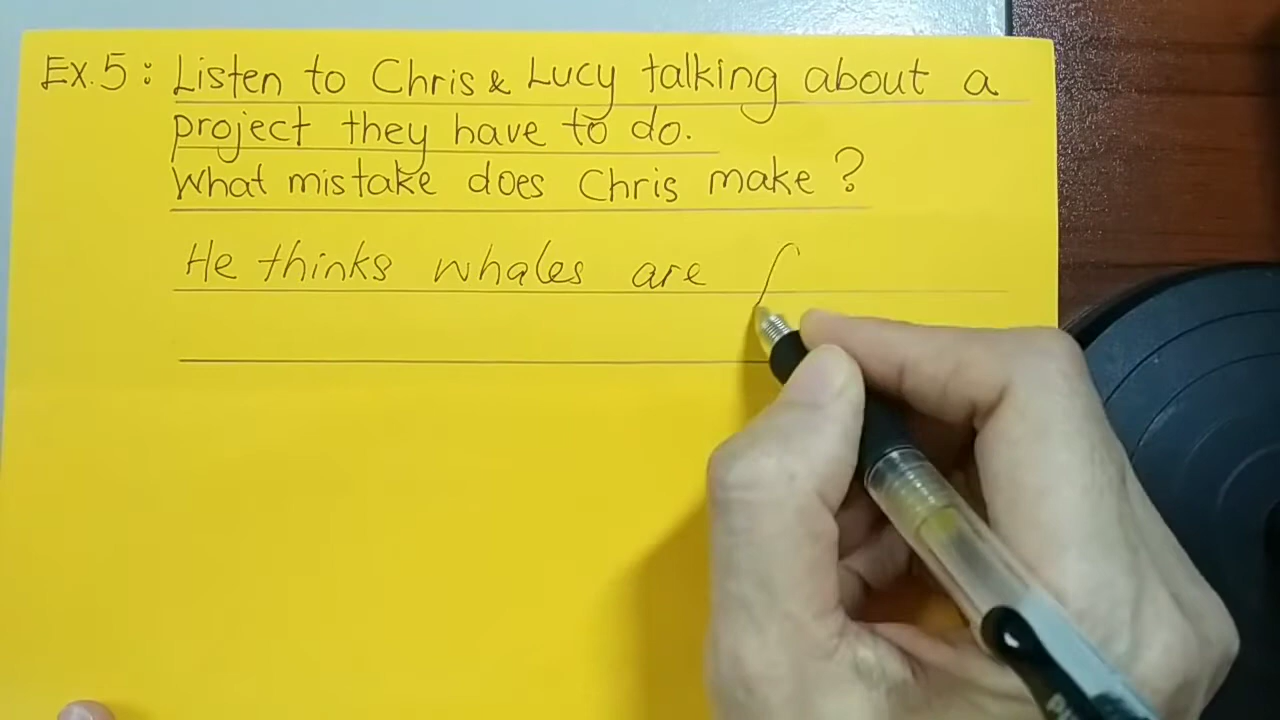 Ex.5: Listen to Chris & Lucy talking about a
project they have to do.
What mistake does Chris make?
He thinks whales are f